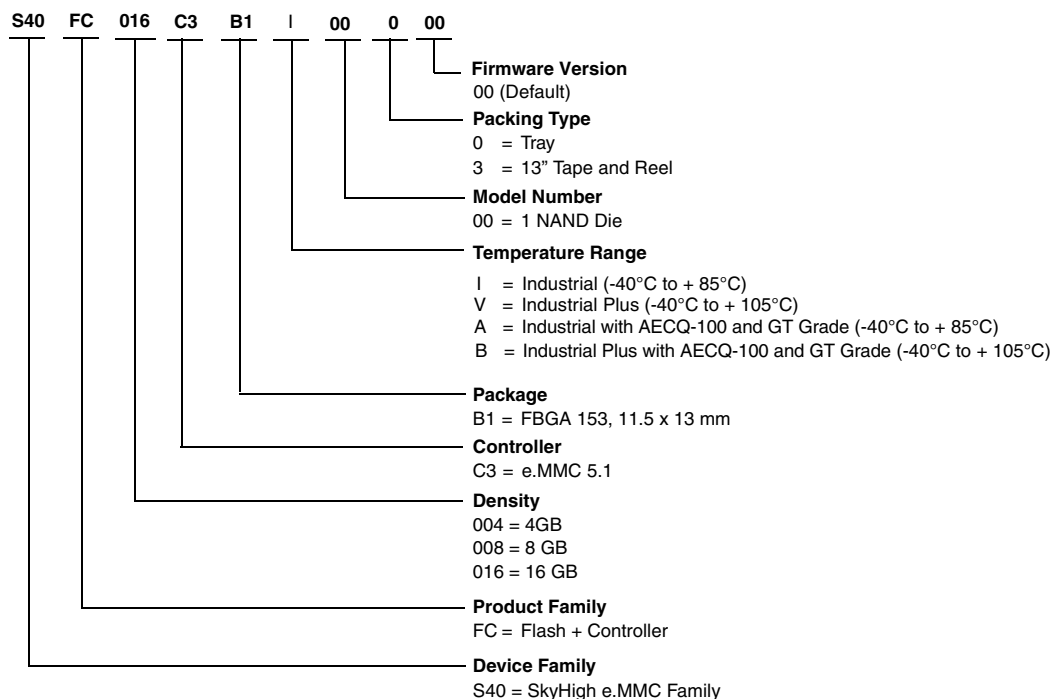 S40 FC 016 C3 B1 I 00 0 00
Firmware Version
00 (Default)
Packing Type
0 = Tray
3 = 13” Tape and Reel
Model Number
00 = 1 NAND Die
Temperature Range
I = Industrial (-40°C to + 85°C)
V = Industrial Plus (-40°C to + 105°C)
A = Industrial with AECQ-100 and GT Grade (-40°C to + 85°C)
B = Industrial Plus with AECQ-100 and GT Grade (-40°C to + 105°C)
Package
B1 = FBGA 153, 11.5 x 13 mm
Controller
C3 = e.MMC 5.1
Density
004 = 4GB
008 = 8 GB
016 = 16 GB
Product Family
FC = Flash + Controller
Device Family
S40 = SkyHigh e.MMC Family